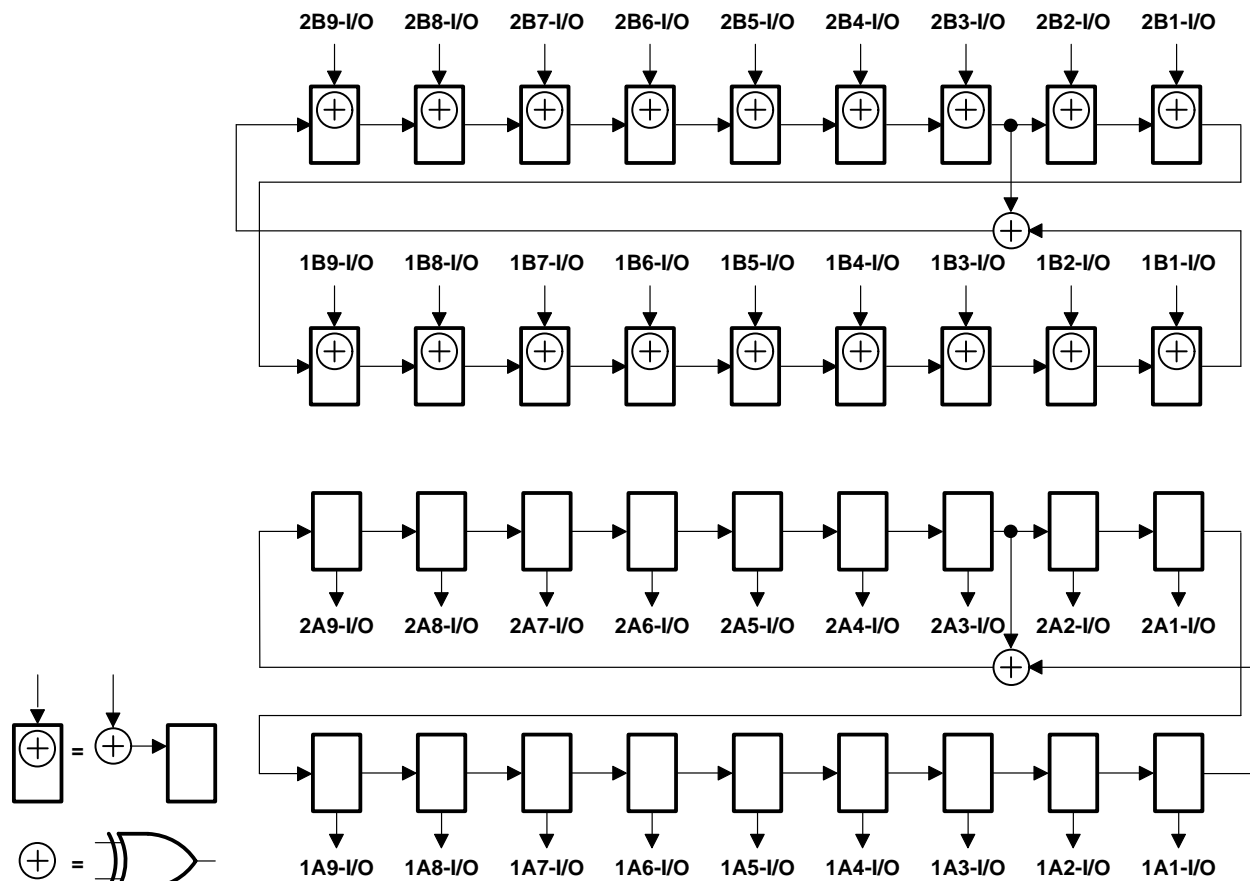 2B9-I/O 2B8-I/O 2B7-I/O 2B6-I/O 2B5-I/O 2B4-I/O 2B3-I/O 2B2-I/O 2B1-I/O
1B9-I/O 1B8-I/O 1B7-I/O 1B6-I/O 1B5-I/O 1B4-I/O 1B3-I/O 1B2-I/O 1B1-I/O
2A9-I/O 2A8-I/O 2A7-I/O 2A6-I/O 2A5-I/O 2A4-I/O 2A3-I/O 2A2-I/O 2A1-I/O
=
=
1A9-I/O 1A8-I/O 1A7-I/O 1A6-I/O 1A5-I/O 1A4-I/O 1A3-I/O 1A2-I/O 1A1-I/O